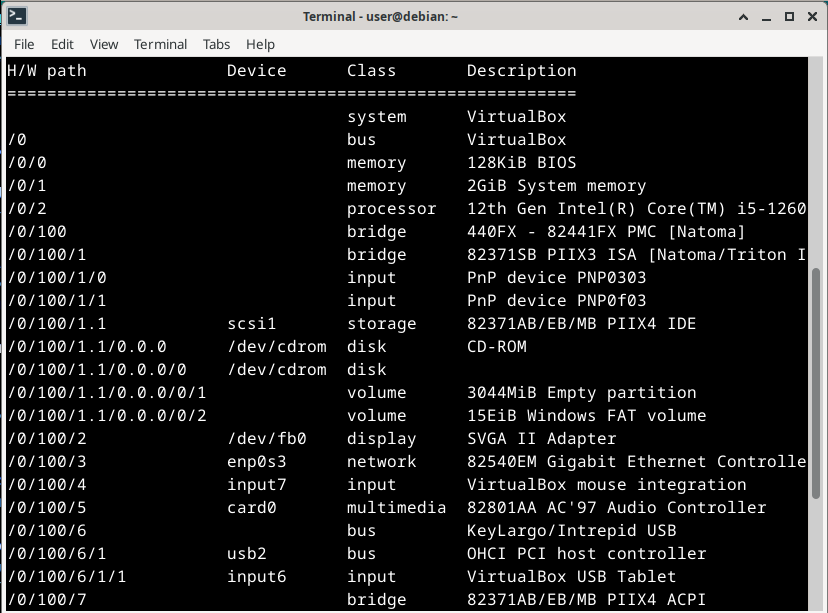 Terminal - user@debian: ~
File Edit View Terminal Tabs Help
H/W path Device Class Description
=========================================================
system VirtualBox
/0 bus VirtualBox
/0/0 memory 128KiB BIOS
/0/1 memory 2GiB System memory
/0/2 processor 12th Gen Intel(R) Core(TM) i5-1260
/0/100 bridge 440FX - 82441FX PMC [Natoma]
/0/100/1 bridge 82371SB PIIX3 ISA [Natoma/Triton I
/0/100/1/0 input PnP device PNP0303
/0/100/1/1 input PnP device PNP0f03
/0/100/1.1 scsi1 storage 82371AB/EB/MB PIIX4 IDE
/0/100/1.1/0.0.0 /dev/cdrom disk CD-ROM
/0/100/1.1/0.0.0/0 /dev/cdrom disk
/0/100/1.1/0.0.0/0/1 volume 3044MiB Empty partition
/0/100/1.1/0.0.0/0/2 volume 15EiB Windows FAT volume
/0/100/2 /dev/fb0 display SVGA II Adapter
/0/100/3 enp0s3 network 82540EM Gigabit Ethernet Controlle
/0/100/4 input7 input VirtualBox mouse integration
/0/100/5 card0 multimedia 82801AA AC'97 Audio Controller
/0/100/6 bus KeyLargo/Intrepid USB
/0/100/6/1 usb2 bus OHCI PCI host controller
/0/100/6/1/1 input6 input VirtualBox USB Tablet
/0/100/7 bridge 82371AB/EB/MB PIIX4 ACPI